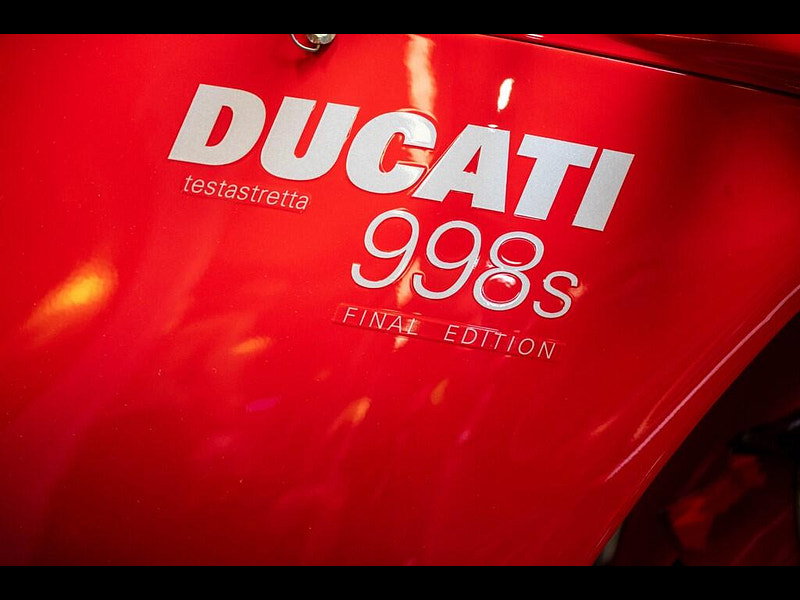 DUCATI
testastretta
998s
FINAL EDITION